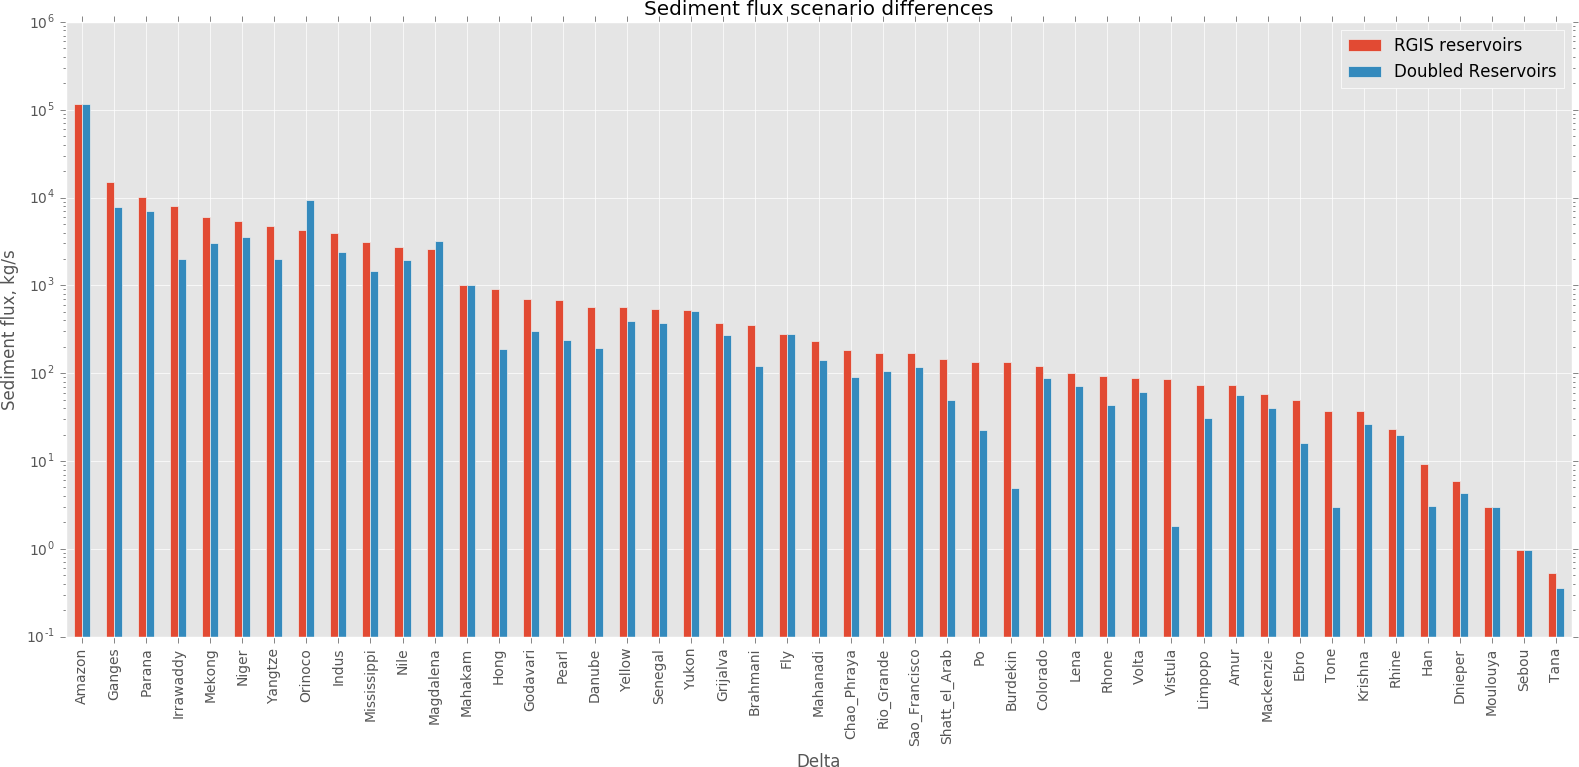 Sediment flux scenario differences
RGIS reservoirs
Doubled Reservoirs
Sediment flux, kg/s
10^6
10^5
10^4
10^3
10^2
10^1
10^0
10^-1
Amazon
Ganges
Parana
Irrawaddy
Mekong
Niger
Yangtze
Orinoco
Indus
Mississippi
Nile
Magdalena
Mahakam
Hong
Godavari
Pearl
Danube
Yellow
Senegal
Yukon
Grijalva
Brahmani
Fly
Mahanadi
Chao_Phraya
Rio_Grande
Sao_Francisco
Shatt_el_Arab
Po
Burdekin
Colorado
Lena
Rhone
Volta
Vistula
Limpopo
Amur
Mackenzie
Ebro
Tone
Krishna
Rhine
Han
Dnieper
Moulouya
Sebou
Tana
Delta